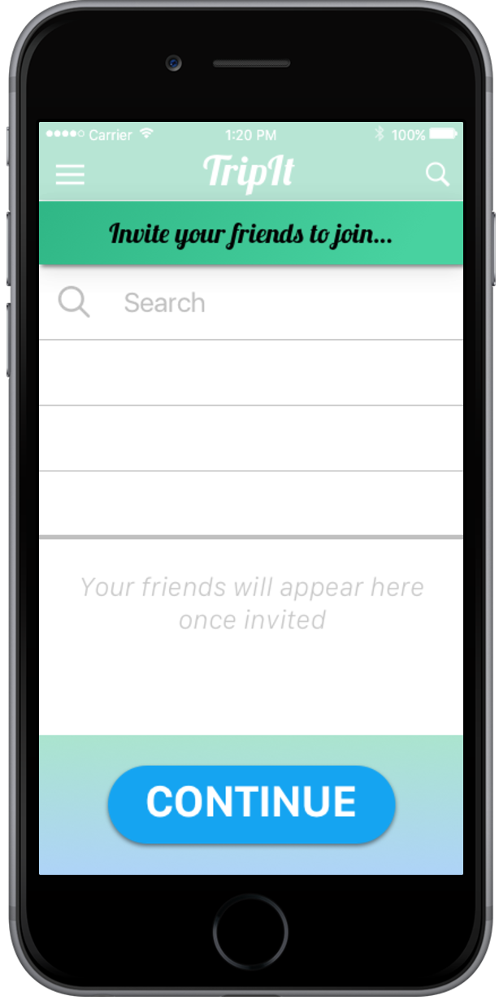 Carrier 1:20 PM 100%
TripIt
Invite your friends to join...
Search
Your friends will appear here
once invited
CONTINUE